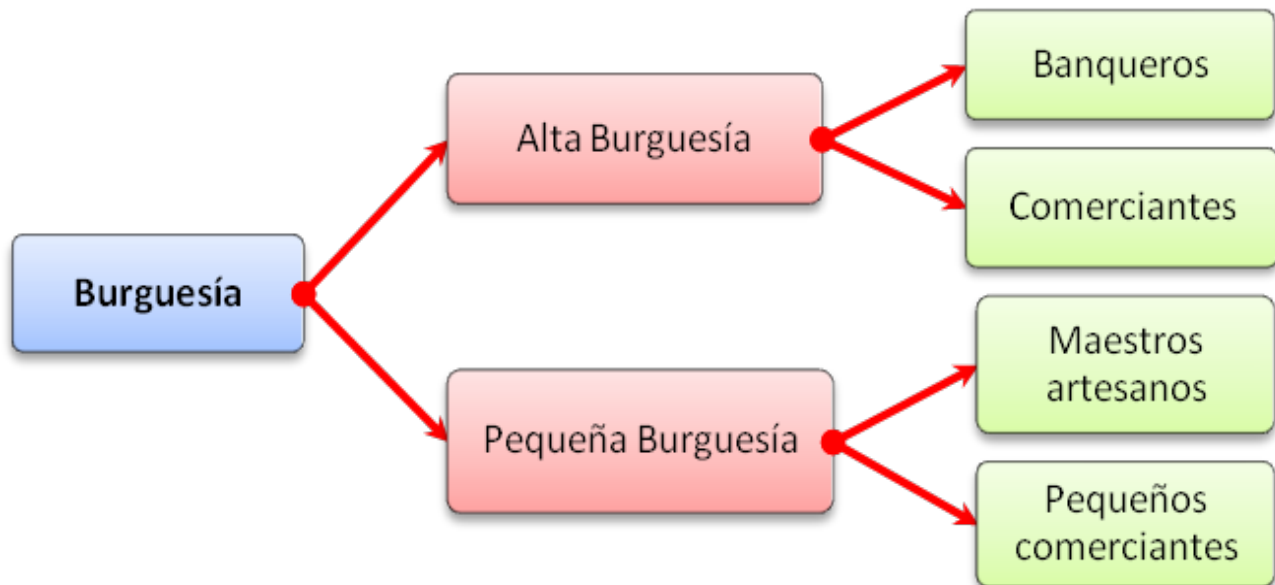 Burguesía
Alta Burguesía
Banqueros
Comerciantes
Pequeña Burguesía
Maestros
artesanos
Pequeños
comerciantes